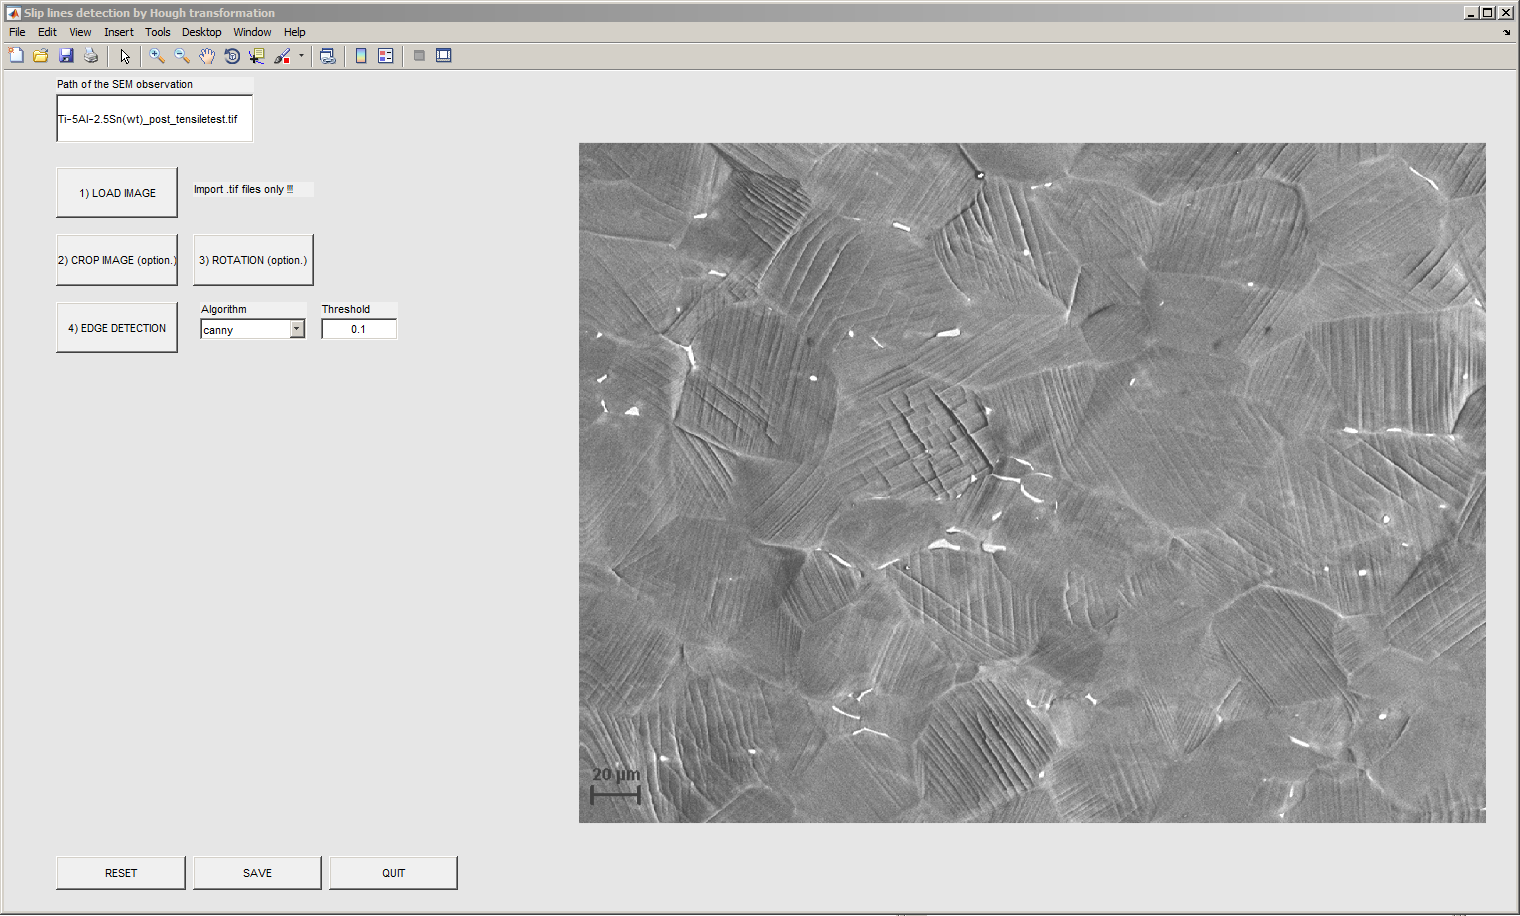 Slip lines detection by Hough transformation
File Edit View Insert Tools Desktop Window Help
Path of the SEM observation
Ti-5Al-2.5Sn(wt)_post_tensiletest.tif
1) LOAD IMAGE
Import .tif files only !!!
2) CROP IMAGE (option.)
3) ROTATION (option.)
4) EDGE DETECTION
Algorithm
canny
Threshold
0.1
20 µm
RESET
SAVE
QUIT